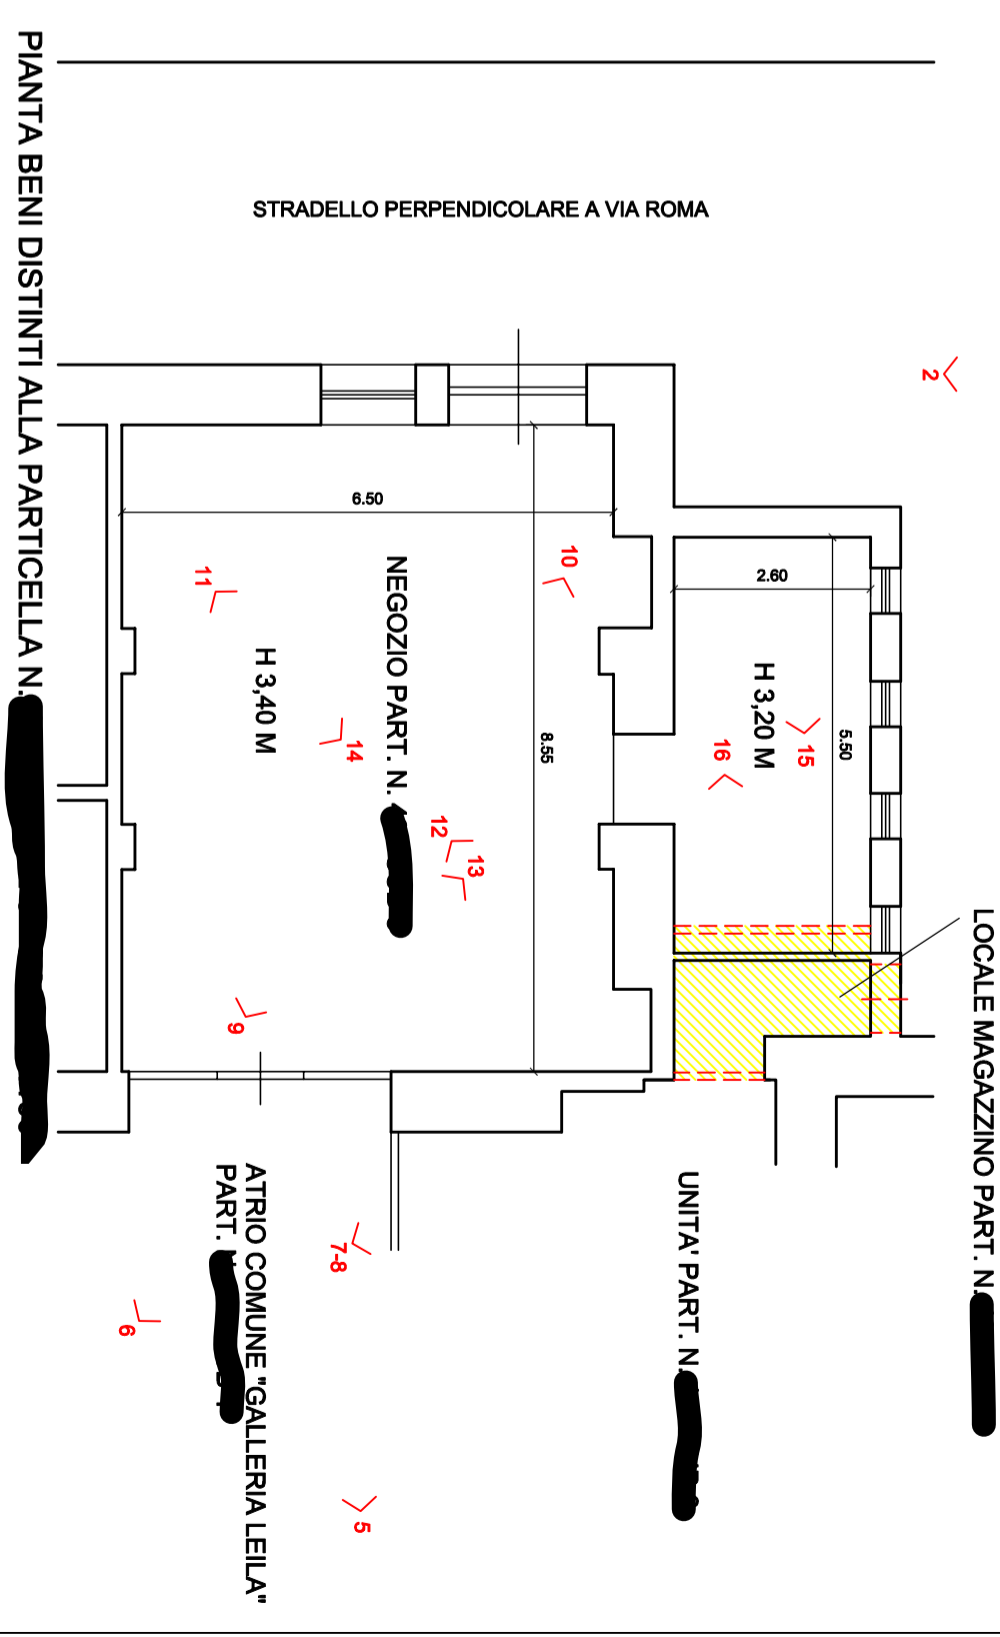 LOCALE MAGAZZINO PART. N.
2
5.50
2.60
H 3,20 M
15
16
UNITA' PART. N.
STRADELLO PERPENDICOLARE A VIA ROMA
6.50
8.55
10
11
NEGOZIO PART. N.
H 3,40 M
14
12
13
9
7-8
ATRIO COMUNE "GALLERIA LEILA"
PART.
6
5
PIANTA BENI DISTINTI ALLA PARTICELLA N.